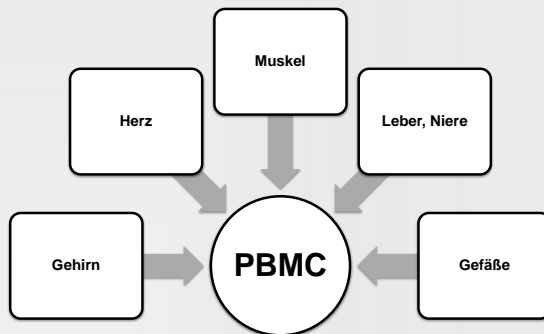 Muskel
Herz
Leber, Niere
Gehirn
PBMC
Gefäße